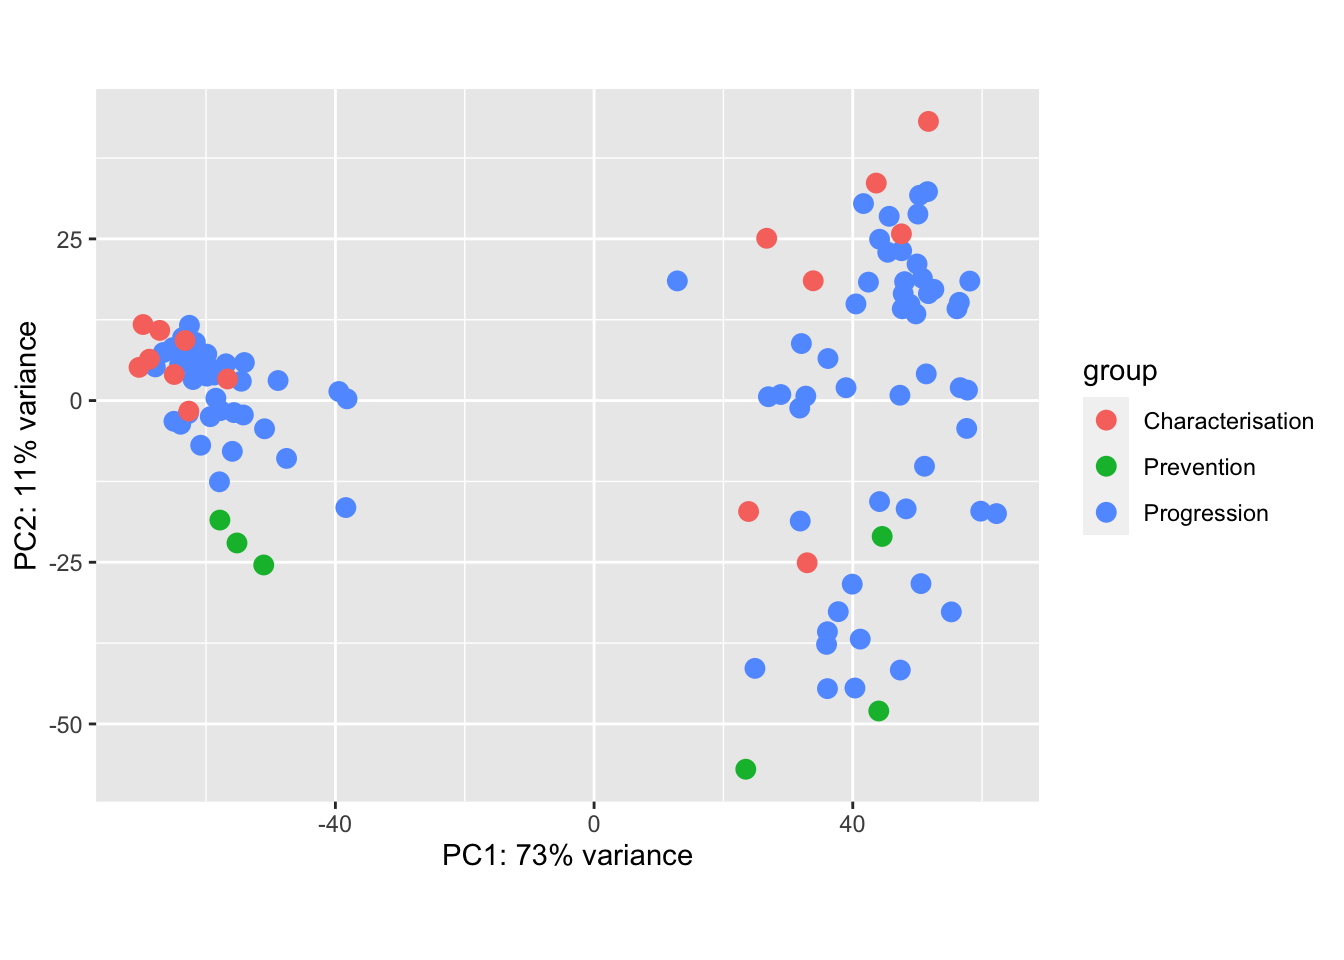 25
0
-25
-50
PC2: 11% variance
-40
0
40
PC1: 73% variance
group
Characterisation
Prevention
Progression